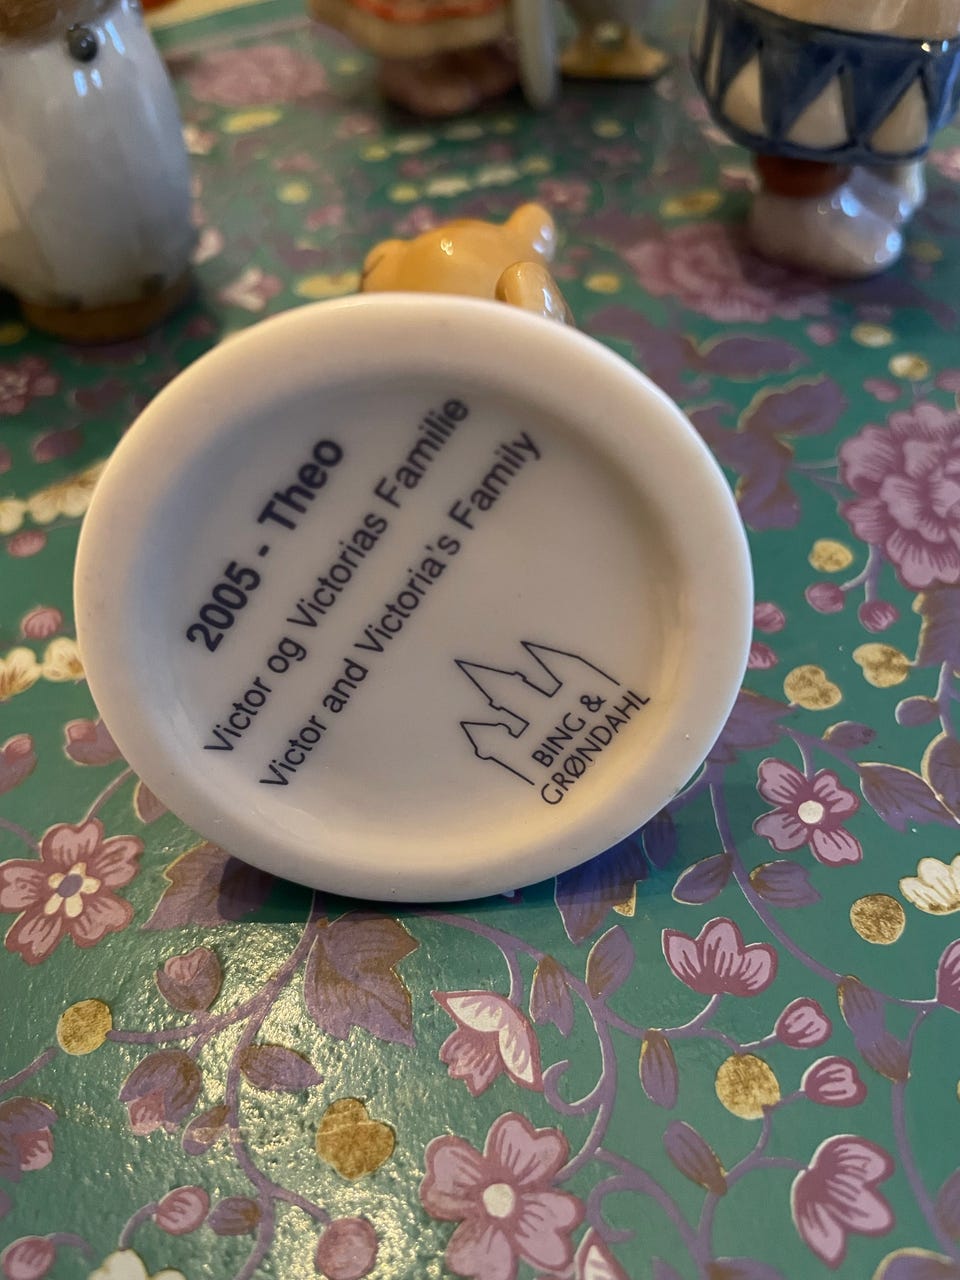 2005 - Theo
Victor og Victorias Familie
Victor and Victoria's Family
BING &
GRØNDAHL